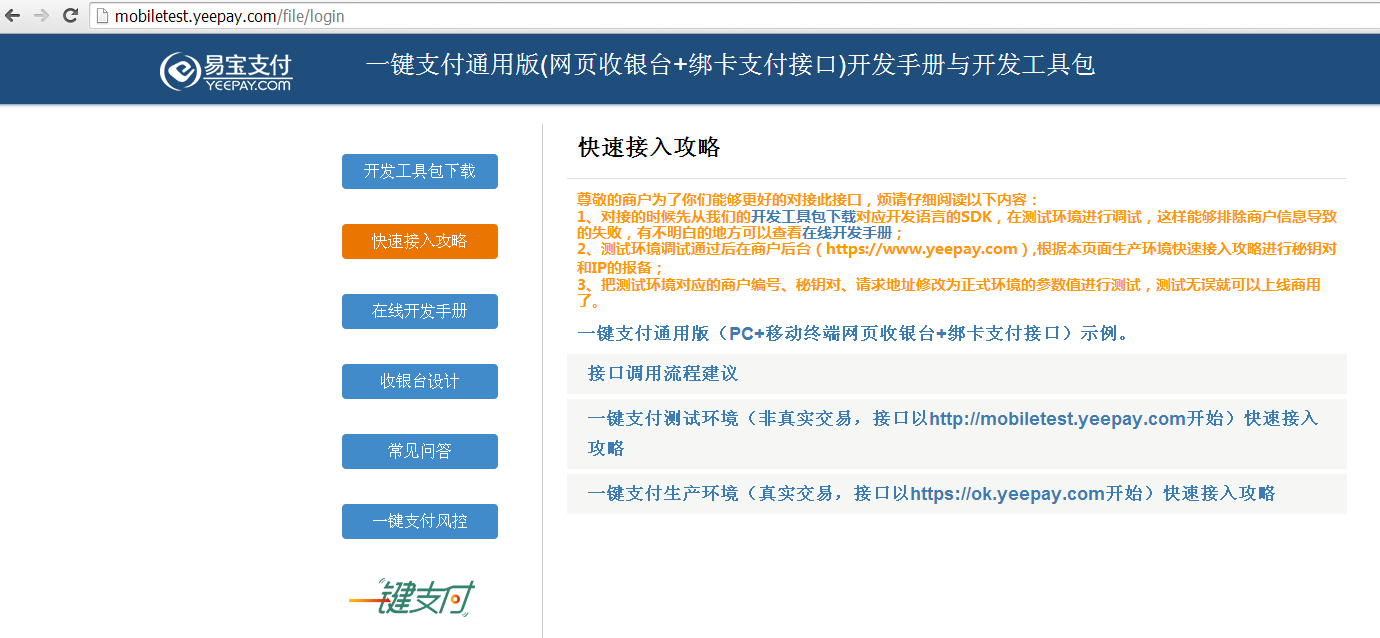 mobiletest.yeepay.com/file/login
易宝支付
YEEPAY.COM
一键支付通用版(网页收银台+绑卡支付接口)开发手册与开发工具包
开发工具包下载
快速接入攻略
在线开发手册
收银台设计
常见问答
一键支付风控
一键支付
快速接入攻略
尊敬的商户为了你们能够更好的对接此接口，烦请仔细阅读以下内容：
1、对接的时候先从我们的开发工具包下载对应开发语言的SDK，在测试环境进行调试，这样能够排除商户信息导致
的失败，有不明白的地方可以查看在线开发手册；
2、测试环境调试通过后在商户后台（https://www.yeepay.com）,根据本页面生产环境快速接入攻略进行秘钥对
和IP的报备；
3、把测试环境对应的商户编号、秘钥对、请求地址修改为正式环境的参数值进行测试，测试无误就可以上线商用
了。
一键支付通用版（PC+移动终端网页收银台+绑卡支付接口）示例。
接口调用流程建议
一键支付测试环境（非真实交易，接口以http://mobiletest.yeepay.com开始）快速接入
攻略
一键支付生产环境（真实交易，接口以https://ok.yeepay.com开始）快速接入攻略